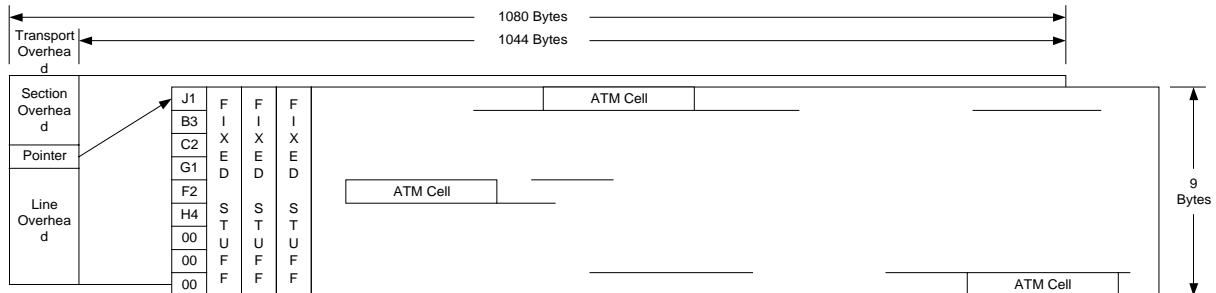 1080 Bytes
Transport
Overhea
d
1044 Bytes
Section
Overhea
d
Pointer
Line
Overhea
d
J1
B3
C2
G1
F2
H4
00
00
00
F
I
X
E
D
S
T
U
F
F
F
I
X
E
D
S
T
U
F
F
F
I
X
E
D
S
T
U
F
F
ATM Cell
ATM Cell
ATM Cell
9
Bytes